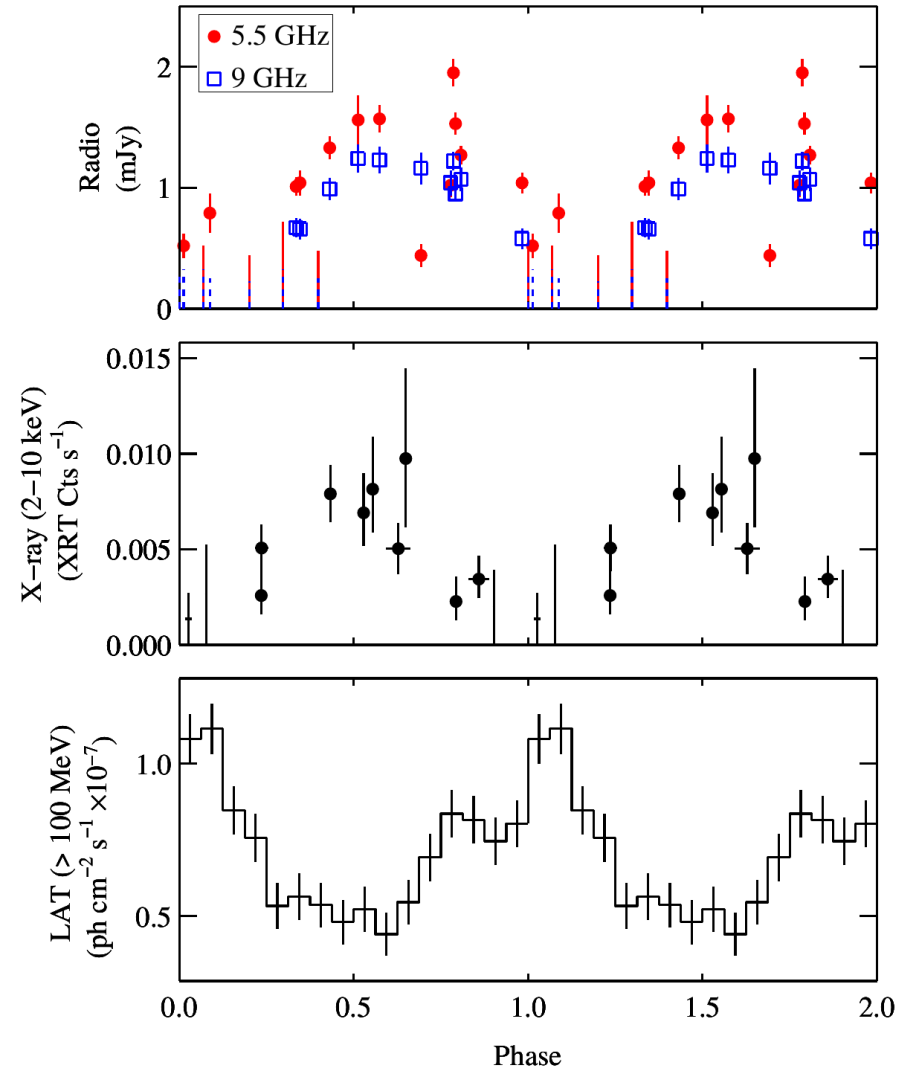 5.5 GHz
9 GHz
Radio
(mJy)
2
1
0
X−ray (2−10 keV)
(XRT Cts s⁻¹)
0.015
0.010
0.005
0.000
LAT (> 100 MeV)
(ph cm⁻² s⁻¹ ×10⁻⁷)
1.0
0.5
0.0
0.5
1.0
1.5
2.0
Phase